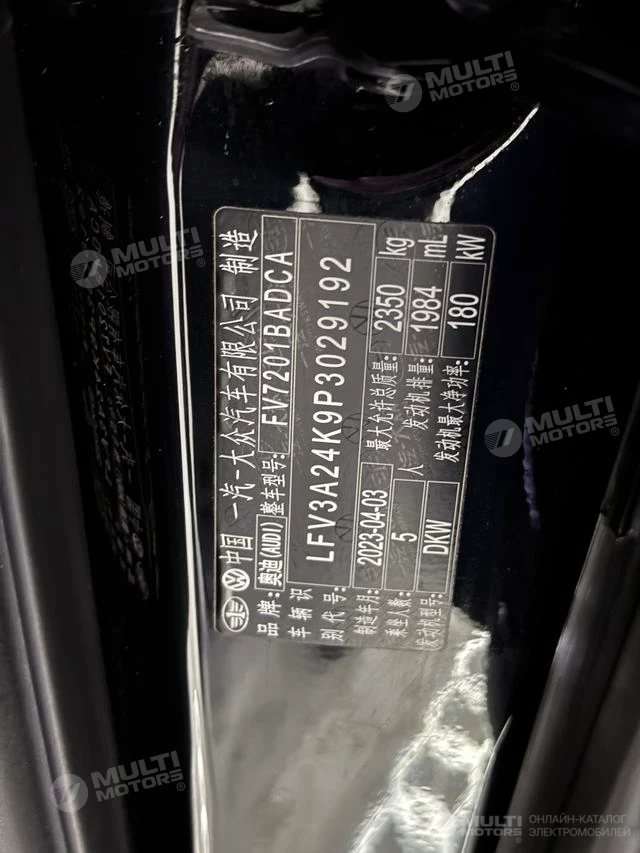 中国 一汽-大众汽车有限公司 制造
品牌: 奥迪(AUDI) 整车型号: FV7201BADCA
车辆识别代号: LFV3A24K9P3029192
制造年月: 2023-04-03 最大允许总质量: 2350 kg
乘坐人数: 5 人 发动机排量: 1984 mL
发动机型号: DKW 发动机最大净功率: 180 kW
MULTI MOTORS®
MULTI MOTORS®
MULTI MOTORS®
MULTI MOTORS®
MULTI MOTORS® ОНЛАЙН-КАТАЛОГ ЭЛЕКТРОМОБИЛЕЙ